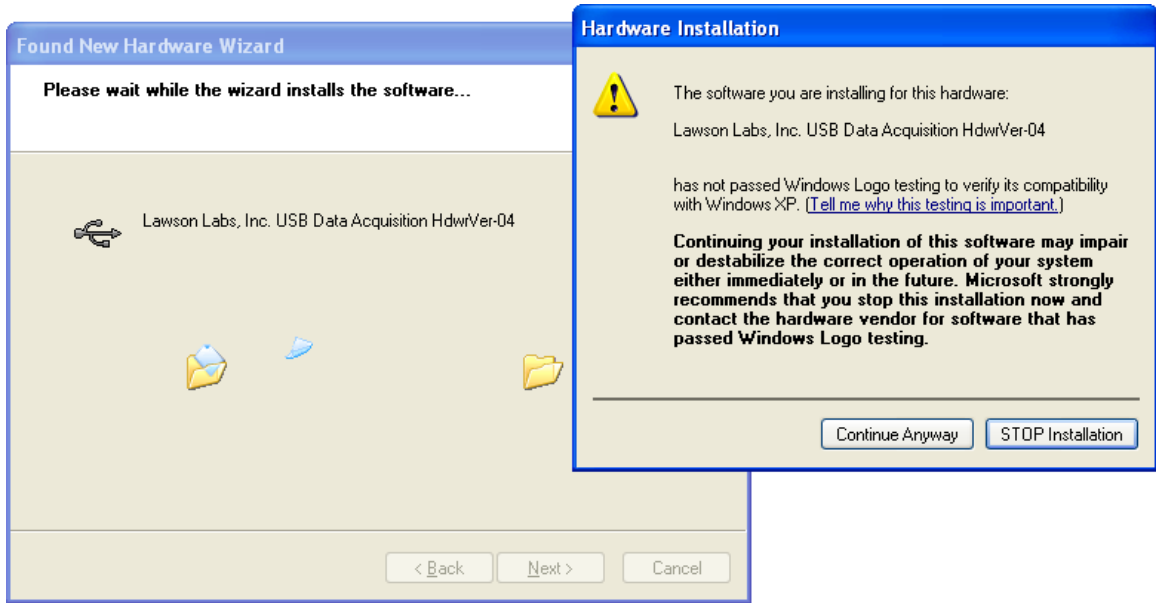 Found New Hardware Wizard
Please wait while the wizard installs the software...
Lawson Labs, Inc. USB Data Acquisition HdwrVer-04
< Back
Next >
Cancel
Hardware Installation
The software you are installing for this hardware:
Lawson Labs, Inc. USB Data Acquisition HdwrVer-04
has not passed Windows Logo testing to verify its compatibility
with Windows XP. (Tell me why this testing is important.)
Continuing your installation of this software may impair
or destabilize the correct operation of your system
either immediately or in the future. Microsoft strongly
recommends that you stop this installation now and
contact the hardware vendor for software that has
passed Windows Logo testing.
Continue Anyway
STOP Installation